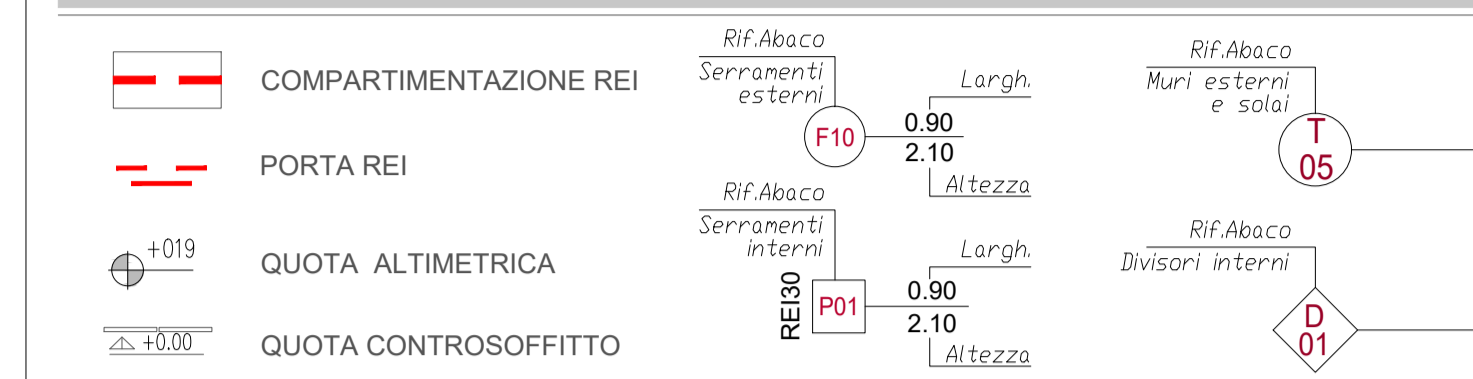 COMPARTIMENTAZIONE REI
PORTA REI
+019
QUOTA ALTIMETRICA
+0.00
QUOTA CONTROSOFFITTO
Rif.Abaco
Serramenti
esterni
F10
Largh.
0.90
2.10
Altezza
Rif.Abaco
Serramenti
interni
REI30
P01
Largh.
0.90
2.10
Altezza
Rif.Abaco
Muri esterni
e solai
T
05
Rif.Abaco
Divisori interni
D
01